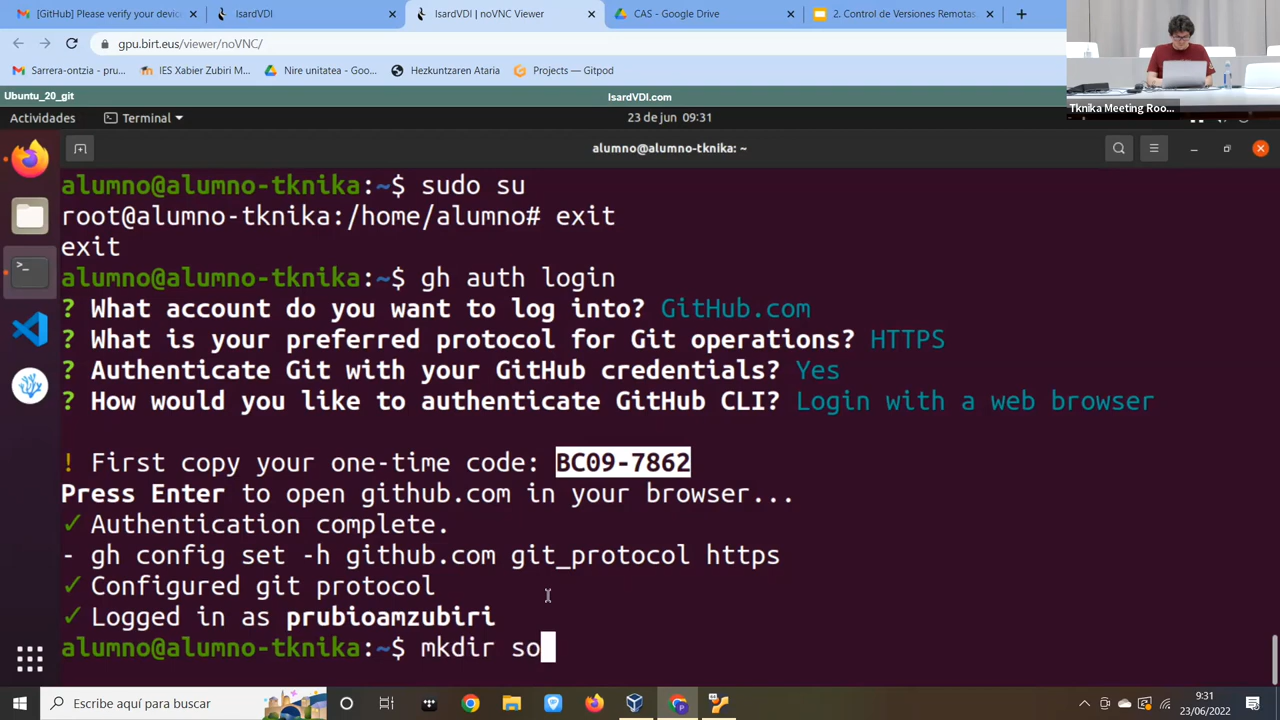 [GitHub] Please verify your device
IsardVDI
IsardVDI | noVNC Viewer
CAS - Google Drive
2. Control de Versiones Remotas
gpu.birt.eus/viewer/noVNC/
Sarrera-ontzia - pru...
IES Xabier Zubiri M...
Nire unitatea - Goo...
Hezkuntzaren Ataria
Projects — Gitpod
Ubuntu_20_git
IsardVDI.com
Tknika Meeting Roo...
Actividades
Terminal
23 de jun 09:31
alumno@alumno-tknika: ~
alumno@alumno-tknika:~$ sudo su
root@alumno-tknika:/home/alumno# exit
exit
alumno@alumno-tknika:~$ gh auth login
? What account do you want to log into? GitHub.com
? What is your preferred protocol for Git operations? HTTPS
? Authenticate Git with your GitHub credentials? Yes
? How would you like to authenticate GitHub CLI? Login with a web browser
! First copy your one-time code: BC09-7862
Press Enter to open github.com in your browser...
✓ Authentication complete.
- gh config set -h github.com git_protocol https
✓ Configured git protocol
✓ Logged in as prubioamzubiri
alumno@alumno-tknika:~$ mkdir so
Escribe aquí para buscar
9:31
23/06/2022